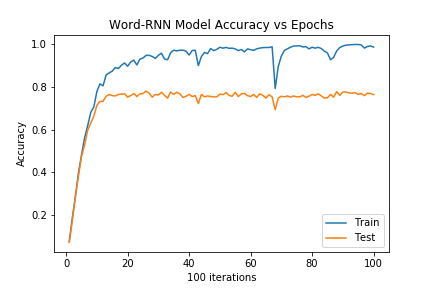 Word-RNN Model Accuracy vs Epochs
1.0
0.8
0.6
0.4
0.2
Accuracy
0 20 40 60 80 100
100 iterations
Train
Test